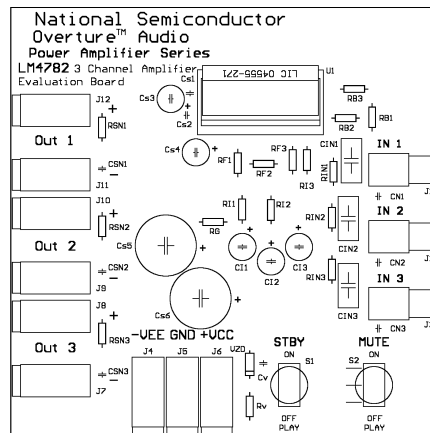 National Semiconductor
Overture™ Audio
Power Amplifier Series
LM4782 3 Channel Amplifier
Evaluation Board
Cs1
Cs3
Cs2
LIC 04555-271
U1
RB3
RB2
RB1
J12
+
RSN1
Out 1
Cs4
RF1
RF2
RF3
RI3
CIN1
RIN1
IN 1
CSN1
-
J11
CN1
J10
+
RSN2
Out 2
RG
RI1
RI2
RIN2
CIN2
IN 2
CN2
Cs5
CI1
CI2
CI3
CSN2
-
J9
RIN3
CIN3
IN 3
CN3
J8
+
RSN3
Out 3
Cs6
-VEE GND +VCC
J4
J5
J6
VZD
Cv
Rv
STBY
ON
S1
OFF
PLAY
MUTE
ON
S2
OFF
PLAY
CSN3
-
J7